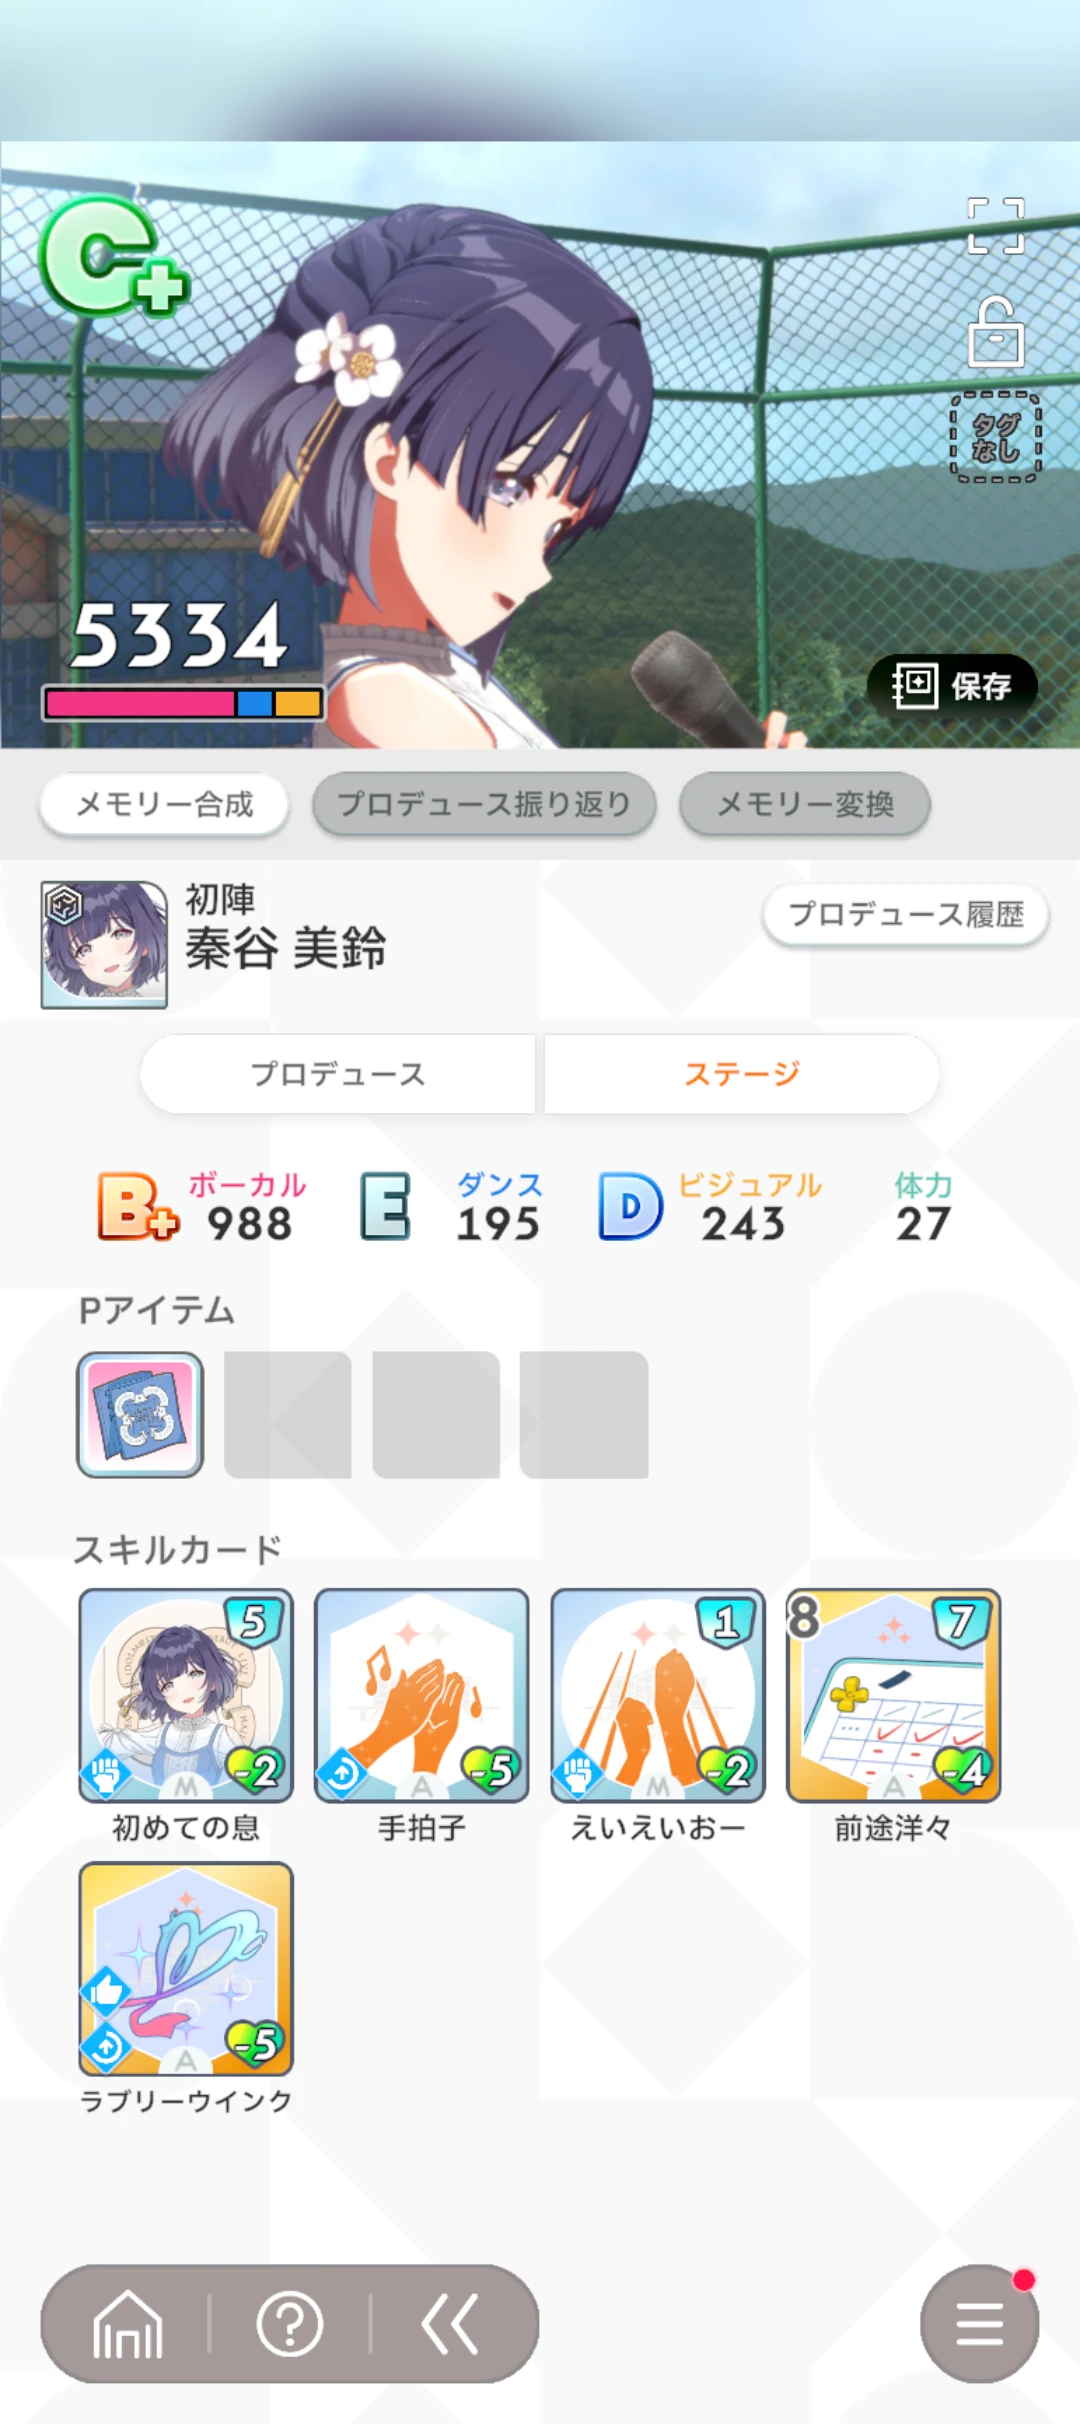 C+
タグ
なし
5334
保存
メモリー合成
プロデュース振り返り
メモリー変換
初陣
秦谷 美鈴
プロデュース履歴
プロデュース
ステージ
B+ ボーカル 988
E ダンス 195
D ビジュアル 243
体力 27
Pアイテム
スキルカード
5 M -2
初めての息
A -5
手拍子
1 M -2
えいえいおー
8 7 A -4
前途洋々
A -5
ラブリーウインク